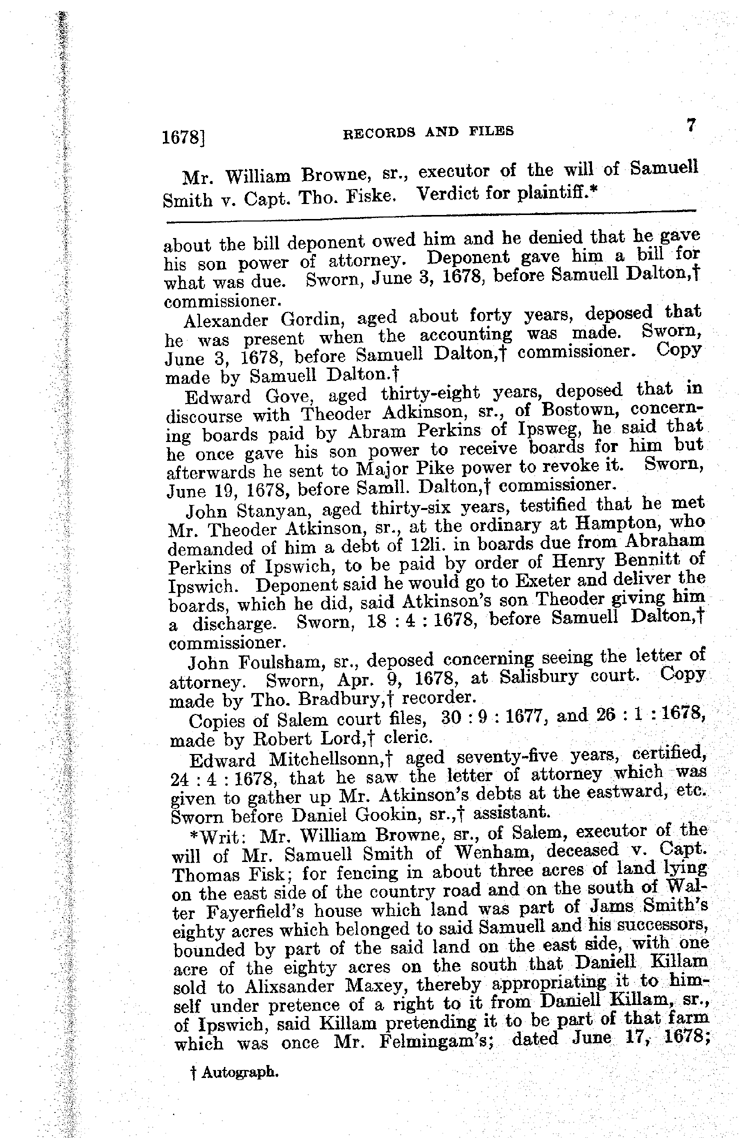 1678] RECORDS AND FILES 7
Mr. William Browne, sr., executor of the will of Samuell
Smith v. Capt. Tho. Fiske. Verdict for plaintiff.*
about the bill deponent owed him and he denied that he gave
his son power of attorney. Deponent gave him a bill for
what was due. Sworn, June 3, 1678, before Samuell Dalton,†
commissioner.
Alexander Gordin, aged about forty years, deposed that
he was present when the accounting was made. Sworn,
June 3, 1678, before Samuell Dalton,† commissioner. Copy
made by Samuell Dalton.†
Edward Gove, aged thirty-eight years, deposed that in
discourse with Theoder Adkinson, sr., of Bostown, concern-
ing boards paid by Abram Perkins of Ipsweg, he said that
he once gave his son power to receive boards for him but
afterwards he sent to Major Pike power to revoke it. Sworn,
June 19, 1678, before Samll. Dalton,† commissioner.
John Stanyan, aged thirty-six years, testified that he met
Mr. Theoder Atkinson, sr., at the ordinary at Hampton, who
demanded of him a debt of 12li. in boards due from Abraham
Perkins of Ipswich, to be paid by order of Henry Bennitt of
Ipswich. Deponent said he would go to Exeter and deliver the
boards, which he did, said Atkinson's son Theoder giving him
a discharge. Sworn, 18 : 4 : 1678, before Samuell Dalton,†
commissioner.
John Foulsham, sr., deposed concerning seeing the letter of
attorney. Sworn, Apr. 9, 1678, at Salisbury court. Copy
made by Tho. Bradbury,† recorder.
Copies of Salem court files, 30 : 9 : 1677, and 26 : 1 : 1678,
made by Robert Lord,† cleric.
Edward Mitchellsonn,† aged seventy-five years, certified,
24 : 4 : 1678, that he saw the letter of attorney which was
given to gather up Mr. Atkinson's debts at the eastward, etc.
Sworn before Daniel Gookin, sr.,† assistant.
*Writ: Mr. William Browne, sr., of Salem, executor of the
will of Mr. Samuell Smith of Wenham, deceased v. Capt.
Thomas Fisk; for fencing in about three acres of land lying
on the east side of the country road and on the south of Wal-
ter Fayerfield's house which land was part of Jams Smith's
eighty acres which belonged to said Samuell and his successors,
bounded by part of the said land on the east side, with one
acre of the eighty acres on the south that Daniell Killam
sold to Alixsander Maxey, thereby appropriating it to him-
self under pretence of a right to it from Daniell Killam, sr.,
of Ipswich, said Killam pretending it to be part of that farm
which was once Mr. Felmingam's; dated June 17, 1678;
† Autograph.